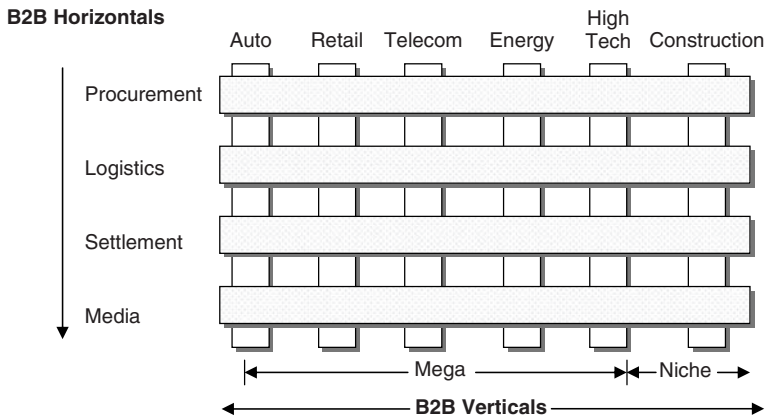 B2B Horizontals
High
Auto Retail Telecom Energy Tech Construction
Procurement
Logistics
Settlement
Media
Mega Niche
B2B Verticals